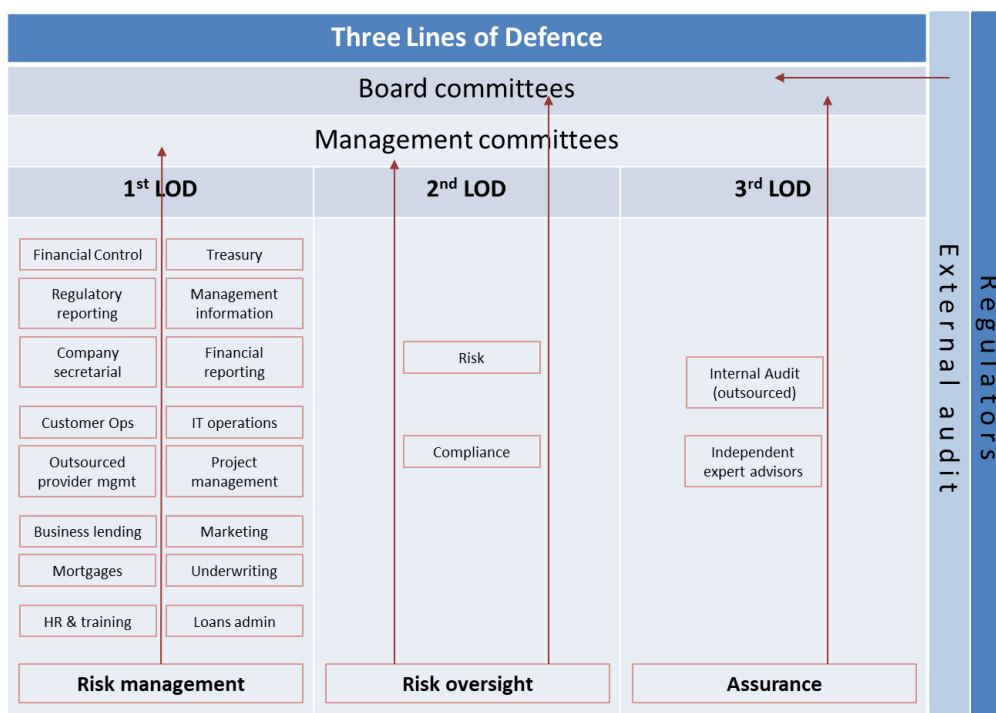 Three Lines of Defence
Board committees
Management committees
1st LOD
2nd LOD
3rd LOD
Financial Control
Treasury
Regulatory
reporting
Management
information
Company
secretarial
Financial
reporting
Customer Ops
IT operations
Outsourced
provider mgmt
Project
management
Business lending
Marketing
Mortgages
Underwriting
HR & training
Loans admin
Risk management
Risk
Compliance
Risk oversight
Internal Audit
(outsourced)
Independent
expert advisors
Assurance
External audit
Regulators